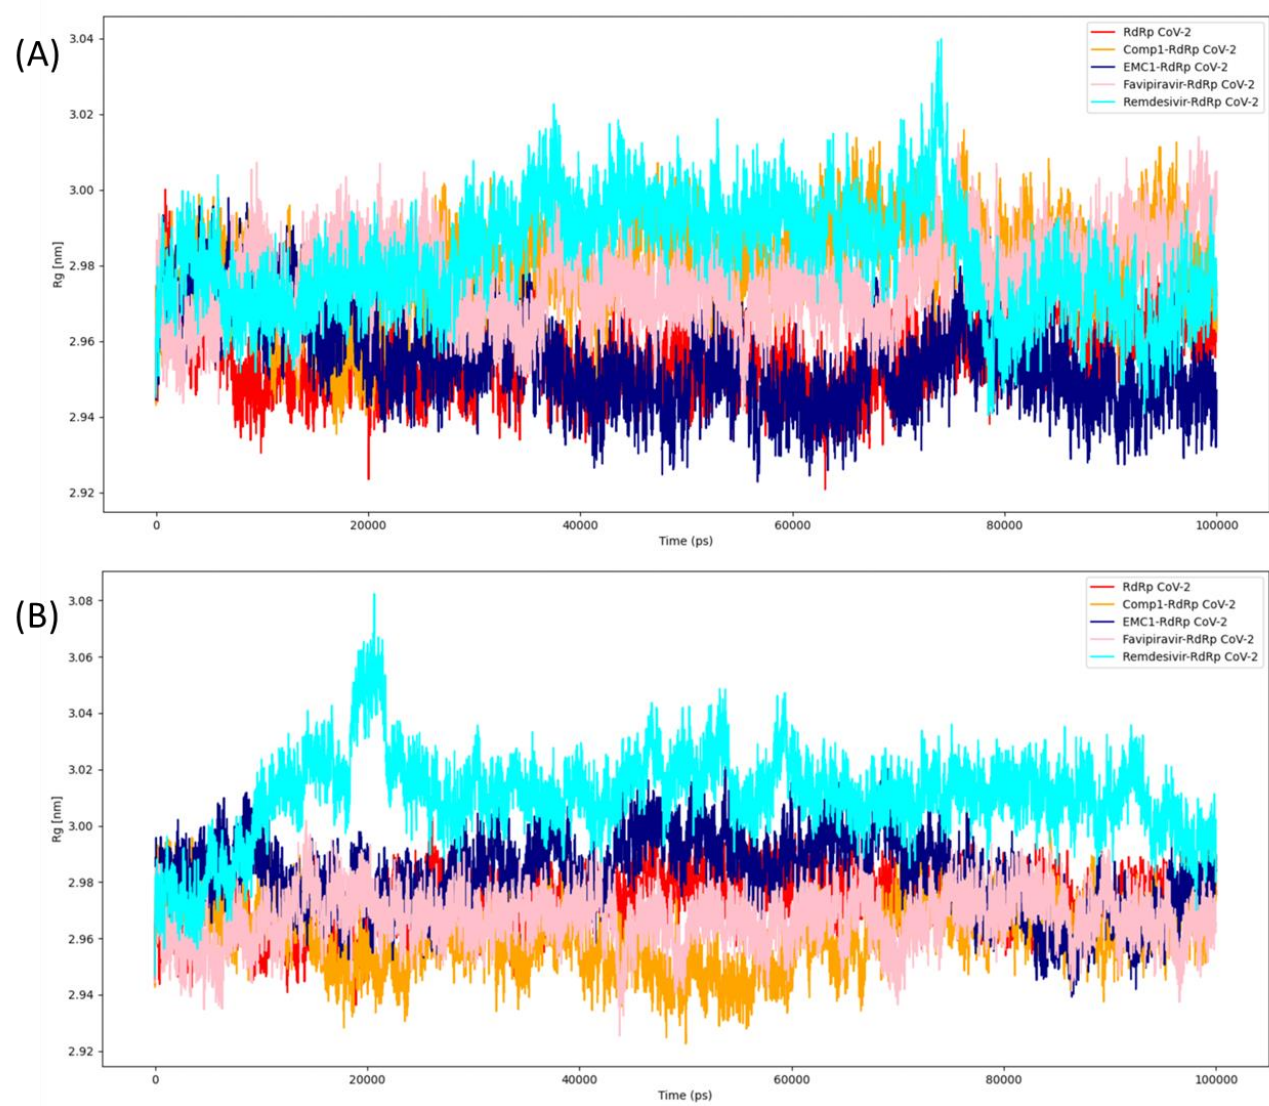 (A)
3.04
3.02
3.00
2.98
2.96
2.94
2.92
Rg [nm]
RdRp CoV-2
Comp1-RdRp CoV-2
EMC1-RdRp CoV-2
Favipiravir-RdRp CoV-2
Remdesivir-RdRp CoV-2
0 20000 40000 60000 80000 100000
Time (ps)
(B)
3.08
3.06
3.04
3.02
3.00
2.98
2.96
2.94
2.92
Rg [nm]
RdRp CoV-2
Comp1-RdRp CoV-2
EMC1-RdRp CoV-2
Favipiravir-RdRp CoV-2
Remdesivir-RdRp CoV-2
0 20000 40000 60000 80000 100000
Time (ps)